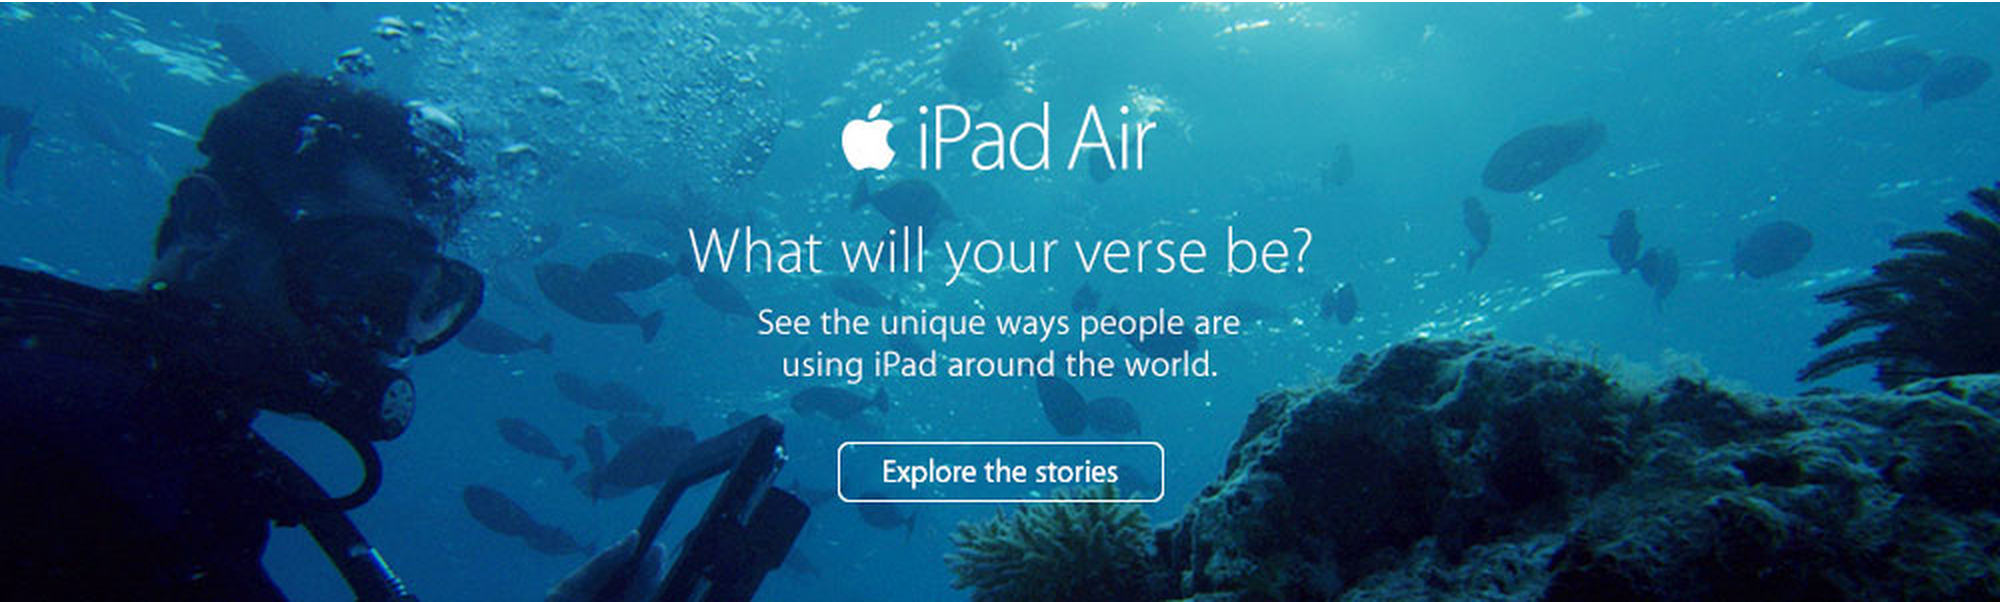 iPad Air
What will your verse be?
See the unique ways people are
using iPad around the world.
Explore the stories